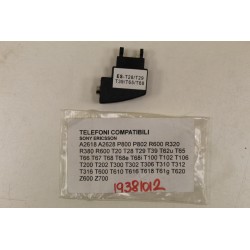 ES-T28/T29
T39/T65/T68
TELEFONI COMPATIBILI
SONY ERICSSON
A2618 A2628 P800 P802 R600 R320
R380 R600 T20 T28 T29 T39 T62u T65
T66 T67 T68 T68e T68i T100 T102 T106
T200 T202 T300 T302 T306 T310 T312
T316 T600 T610 T616 T618 T61g T620
Z600 Z700
19381012